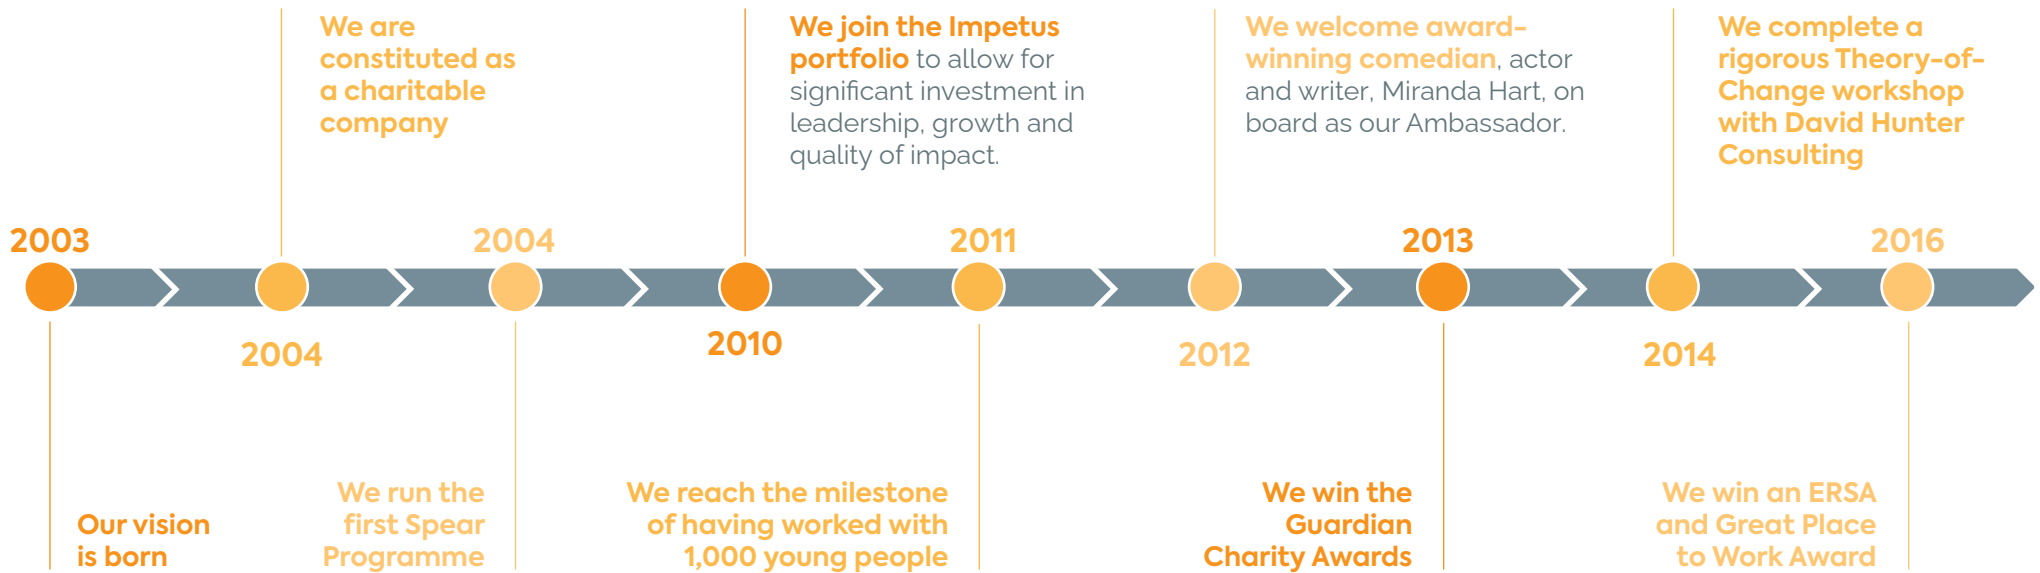 We are
constituted as
a charitable
company
We join the Impetus
portfolio to allow for
significant investment in
leadership, growth and
quality of impact.
We welcome award-
winning comedian, actor
and writer, Miranda Hart, on
board as our Ambassador.
We complete a
rigorous Theory-of-
Change workshop
with David Hunter
Consulting
2003
2004
2011
2013
2016
2004
2010
2012
2014
Our vision
is born
We run the
first Spear
Programme
We reach the milestone
of having worked with
1,000 young people
We win the
Guardian
Charity Awards
We win an ERSA
and Great Place
to Work Award